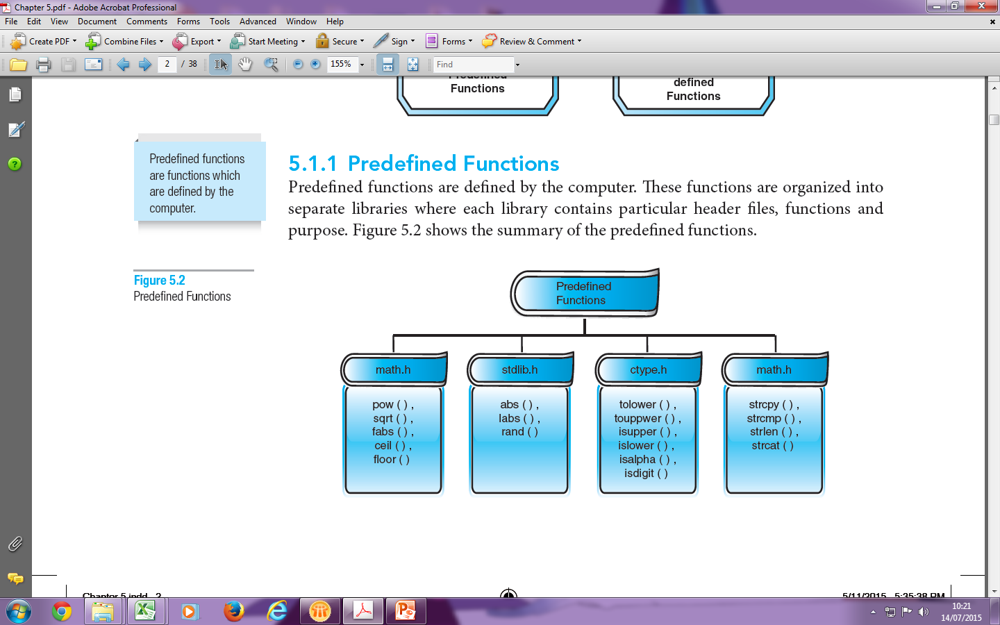 Chapter 5.pdf - Adobe Acrobat Professional
File Edit View Document Comments Forms Tools Advanced Window Help
Create PDF Combine Files Export Start Meeting Secure Sign Forms Review & Comment
2 / 38 155% Find
Predefined
Functions
defined
Functions
Predefined functions
are functions which
are defined by the
computer.
5.1.1 Predefined Functions
Predefined functions are defined by the computer. These functions are organized into
separate libraries where each library contains particular header files, functions and
purpose. Figure 5.2 shows the summary of the predefined functions.
Figure 5.2
Predefined Functions
Predefined
Functions
math.h
pow ( ) ,
sqrt ( ) ,
fabs ( ) ,
ceil ( ) ,
floor ( )
stdlib.h
abs ( ) ,
labs ( ) ,
rand ( )
ctype.h
tolower ( ) ,
touppwer ( ) ,
isupper ( ) ,
islower ( ) ,
isalpha ( ) ,
isdigit ( )
math.h
strcpy ( ) ,
strcmp ( ) ,
strlen ( ) ,
strcat ( )
Chapter 5.indd 2
5/11/2015 5:35:38 PM
10:21
14/07/2015